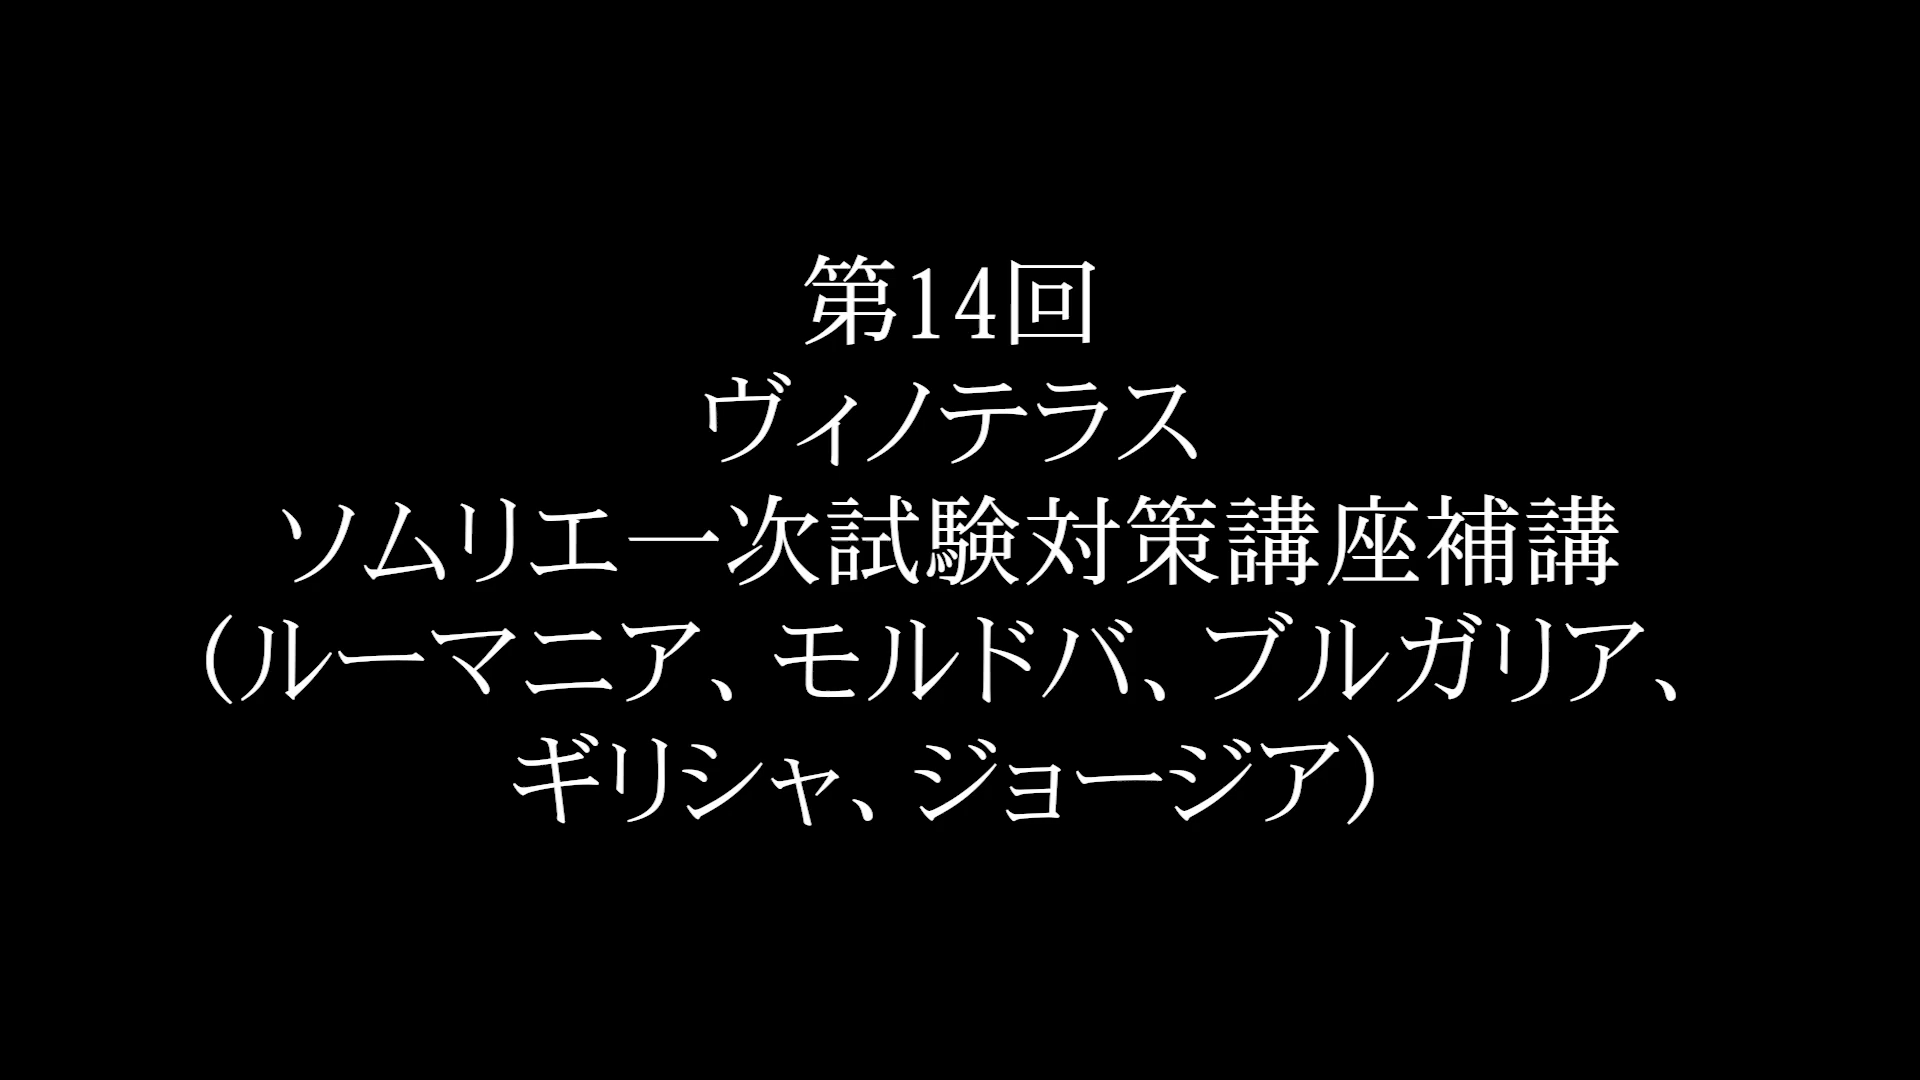 第14回
ヴィノテラス
ソムリエ一次試験対策講座補講
（ルーマニア、モルドバ、ブルガリア、
ギリシャ、ジョージア）